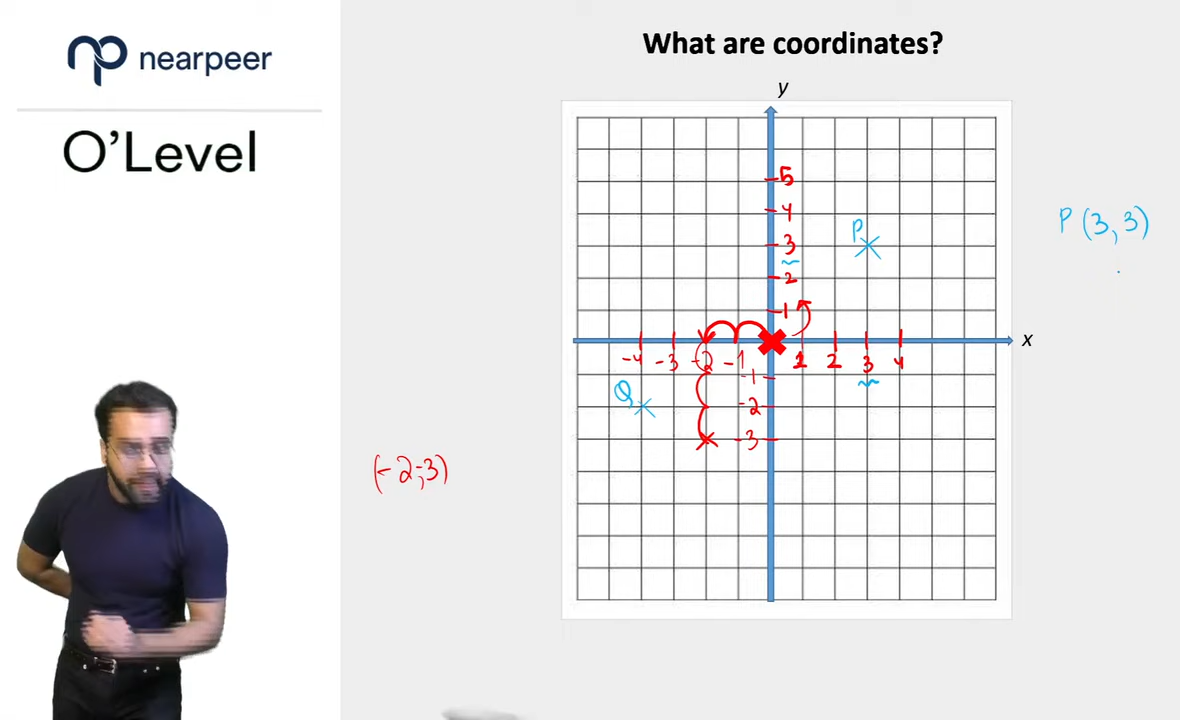 nearpeer
O'Level
What are coordinates?
y
5
4
P
3
P (3, 3)
2
1
x
-4 -3 -2 -1 1 2 3 4
-1
Q
-2
-3
(-2,-3)